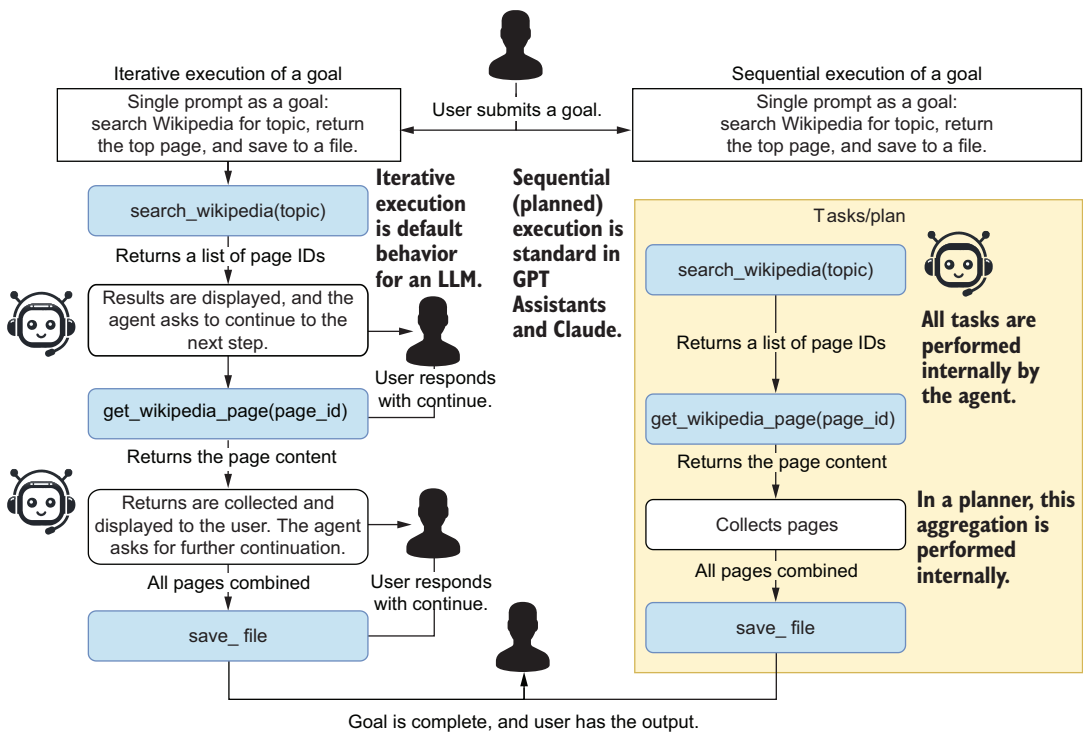 Iterative execution of a goal
Sequential execution of a goal
User submits a goal.
Single prompt as a goal:
search Wikipedia for topic, return
the top page, and save to a file.
Single prompt as a goal:
search Wikipedia for topic, return
the top page, and save to a file.
search_wikipedia(topic)
Returns a list of page IDs
Results are displayed, and the
agent asks to continue to the
next step.
User responds
with continue.
get_wikipedia_page(page_id)
Returns the page content
Returns are collected and
displayed to the user. The agent
asks for further continuation.
User responds
with continue.
All pages combined
save_ file
Iterative
execution
is default
behavior
for an LLM.
Sequential
(planned)
execution is
standard in
GPT
Assistants
and Claude.
Tasks/plan
search_wikipedia(topic)
All tasks are
performed
internally by
the agent.
Returns a list of page IDs
get_wikipedia_page(page_id)
Returns the page content
Collects pages
In a planner, this
aggregation is
performed
internally.
All pages combined
save_ file
Goal is complete, and user has the output.